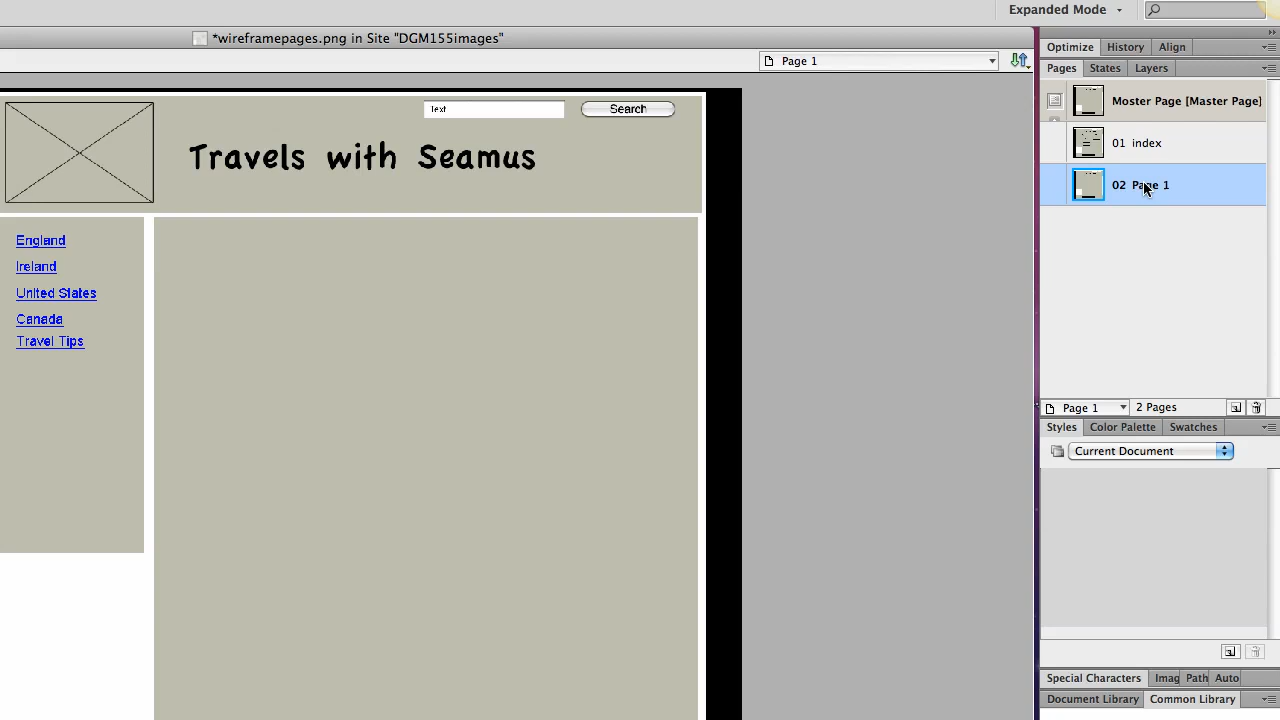 Expanded Mode
*wireframepages.png in Site "DGM155images"
Page 1
Optimize History Align
Pages States Layers
Moster Page [Master Page]
01 index
02 Page 1
Text
Search
Travels with Seamus
England
Ireland
United States
Canada
Travel Tips
Page 1 2 Pages
Styles Color Palette Swatches
Current Document
Special Characters Imag Path Auto
Document Library Common Library